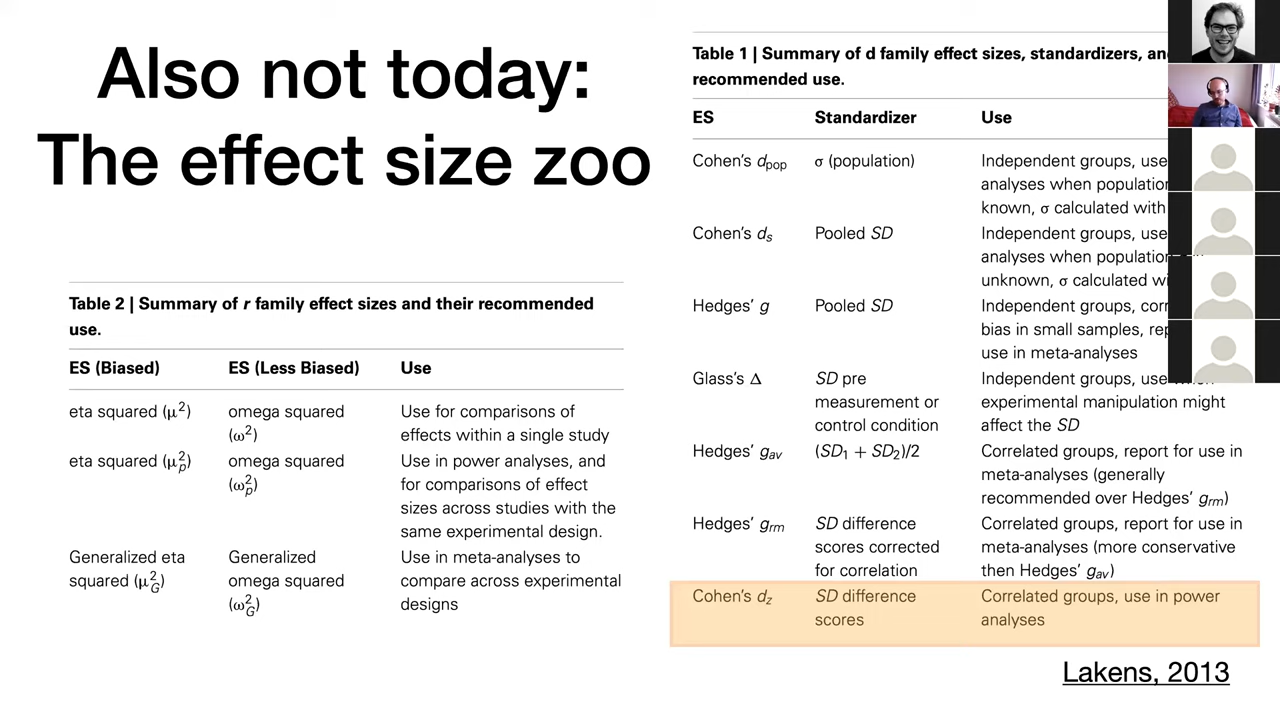 Also not today:
The effect size zoo
Table 2 | Summary of r family effect sizes and their recommended
use.
ES (Biased) ES (Less Biased) Use
eta squared (μ²) omega squared Use for comparisons of
(ω²) effects within a single study
eta squared (μ²p) omega squared Use in power analyses, and
(ω²p) for comparisons of effect
sizes across studies with the
same experimental design.
Generalized eta Generalized Use in meta-analyses to
squared (μ²G) omega squared compare across experimental
(ω²G) designs
Table 1 | Summary of d family effect sizes, standardizers, an
recommended use.
ES Standardizer Use
Cohen's dpop σ (population) Independent groups, use
analyses when population
known, σ calculated with
Cohen's ds Pooled SD Independent groups, use
analyses when population
unknown, σ calculated
Hedges' g Pooled SD Independent groups,
bias in small samples,
use in meta-analyses
Glass's Δ SD pre Independent groups, use when
measurement or experimental manipulation might
control condition affect the SD
Hedges' gav (SD1 + SD2)/2 Correlated groups, report for use in
meta-analyses (generally
recommended over Hedges' grm)
Hedges' grm SD difference Correlated groups, report for use in
scores corrected meta-analyses (more conservative
for correlation then Hedges' gav)
Cohen's dz SD difference Correlated groups, use in power
scores analyses
Lakens, 2013